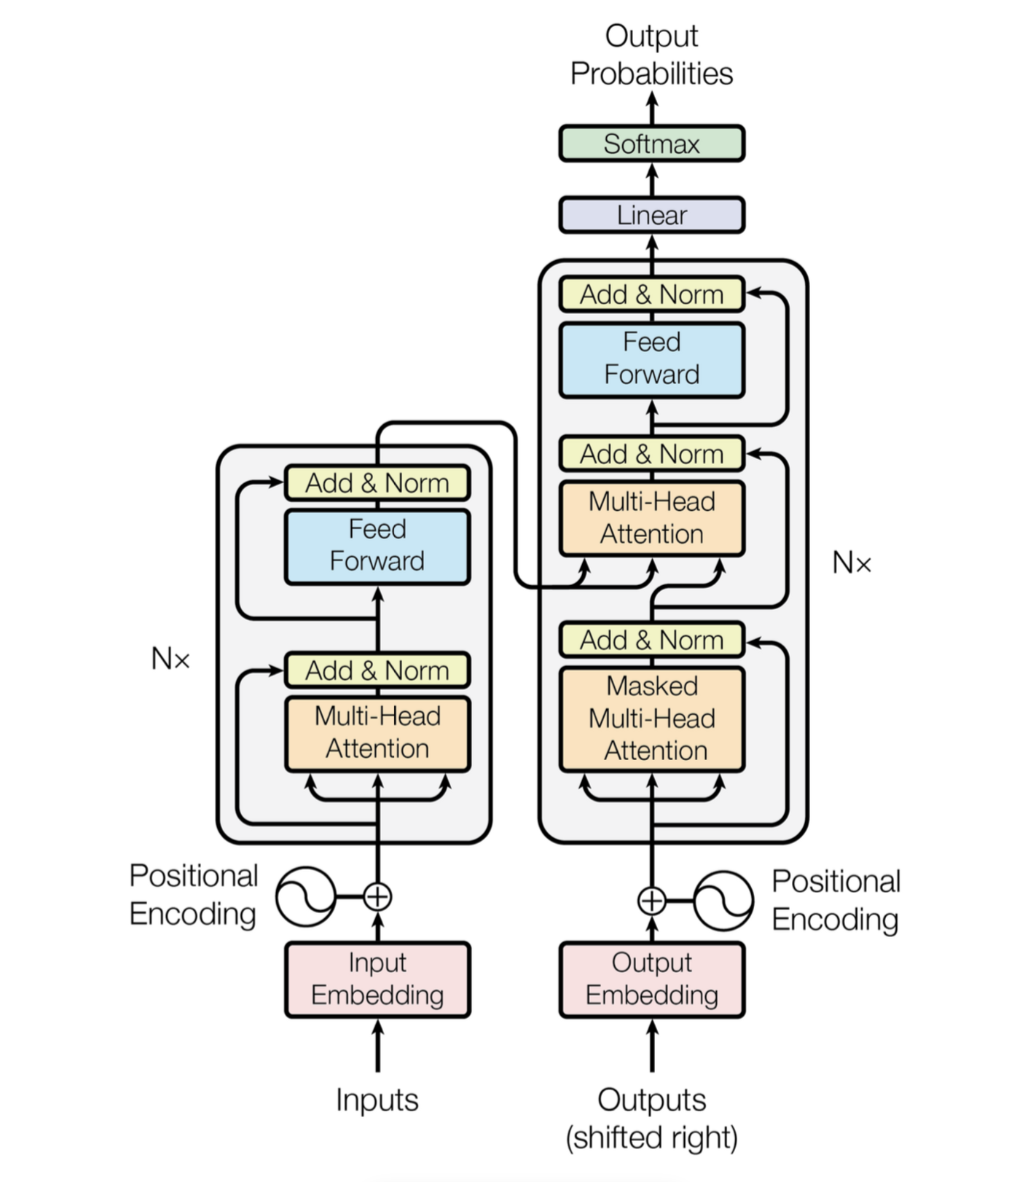 Output
Probabilities
Softmax
Linear
Add & Norm
Feed
Forward
Add & Norm
Multi-Head
Attention
Nx
Add & Norm
Masked
Multi-Head
Attention
Positional
Encoding
Output
Embedding
Outputs
(shifted right)
Add & Norm
Feed
Forward
Nx
Add & Norm
Multi-Head
Attention
Positional
Encoding
Input
Embedding
Inputs